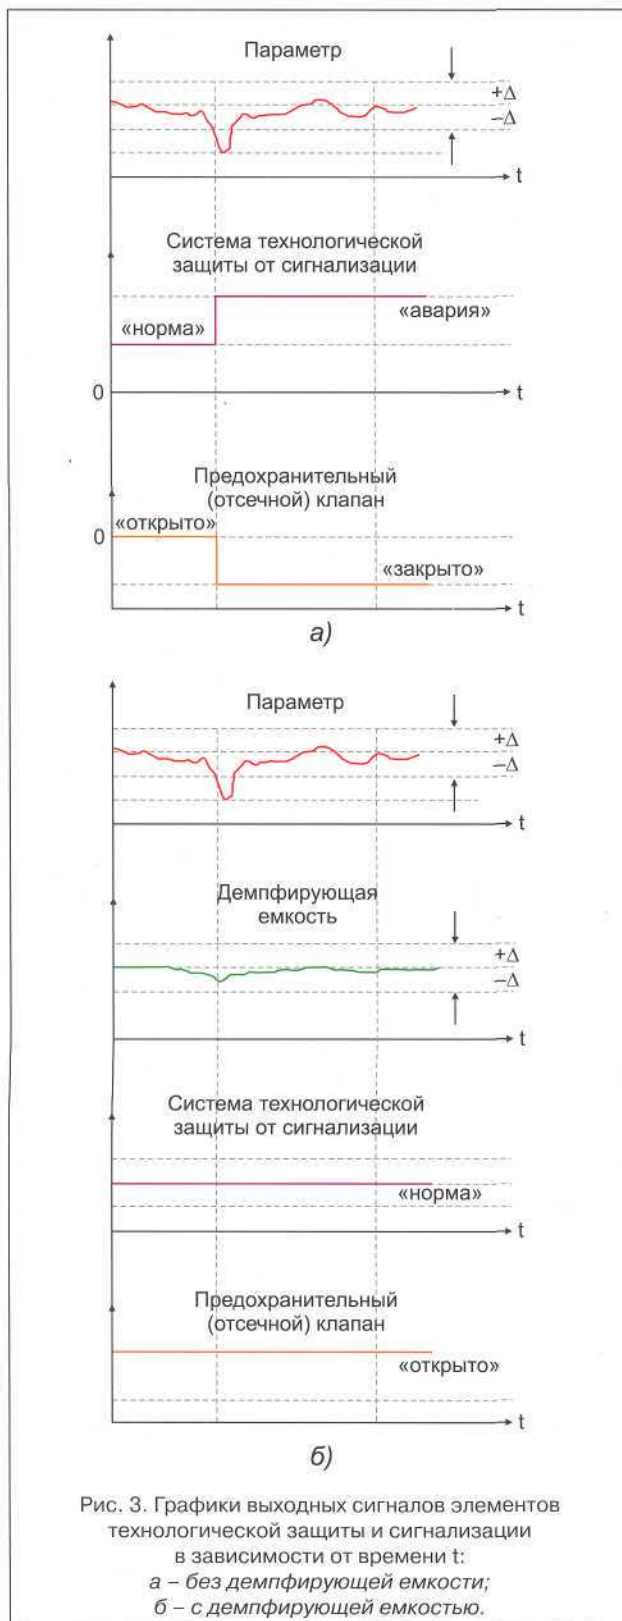 Параметр
+Δ
–Δ
t
Система технологической
защиты от сигнализации
«норма»
«авария»
0
t
Предохранительный
(отсечной) клапан
«открыто»
0
«закрыто»
t
а)
Параметр
+Δ
–Δ
t
Демпфирующая
емкость
+Δ
–Δ
t
Система технологической
защиты от сигнализации
«норма»
t
Предохранительный
(отсечной) клапан
«открыто»
t
б)
Рис. 3. Графики выходных сигналов элементов
технологической защиты и сигнализации
в зависимости от времени t:
а – без демпфирующей емкости;
б – с демпфирующей емкостью.